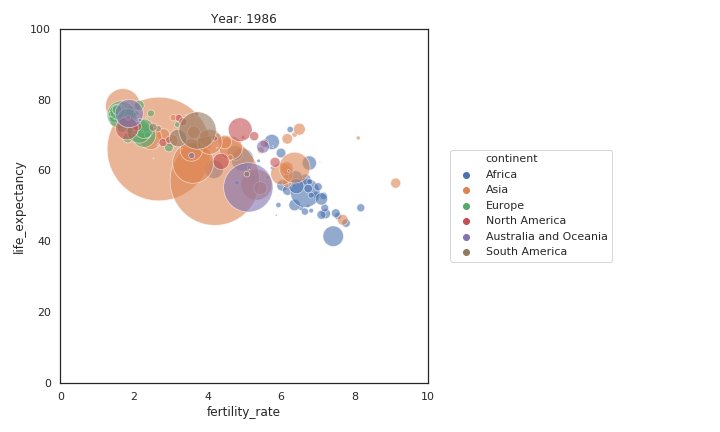 Year: 1986
100
80
60
40
20
0
life_expectancy
0 2 4 6 8 10
fertility_rate
continent
Africa
Asia
Europe
North America
Australia and Oceania
South America